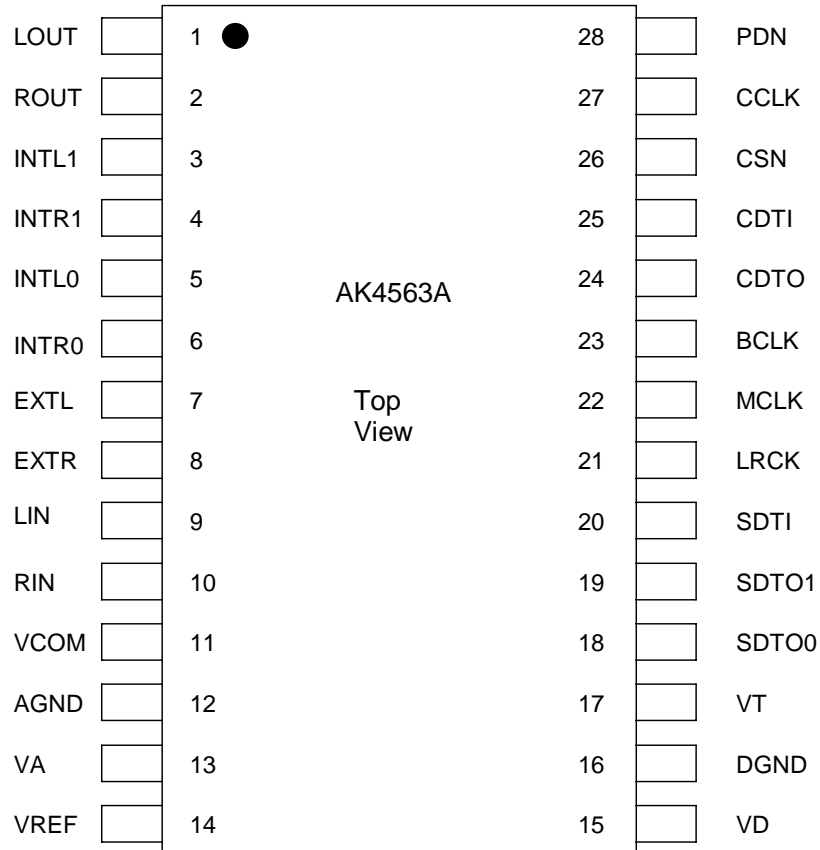 LOUT 1 28 PDN
ROUT 2 27 CCLK
INTL1 3 26 CSN
INTR1 4 25 CDTI
INTL0 5 24 CDTO
AK4563A
INTR0 6 23 BCLK
EXTL 7 Top 22 MCLK
View
EXTR 8 21 LRCK
LIN 9 20 SDTI
RIN 10 19 SDTO1
VCOM 11 18 SDTO0
AGND 12 17 VT
VA 13 16 DGND
VREF 14 15 VD